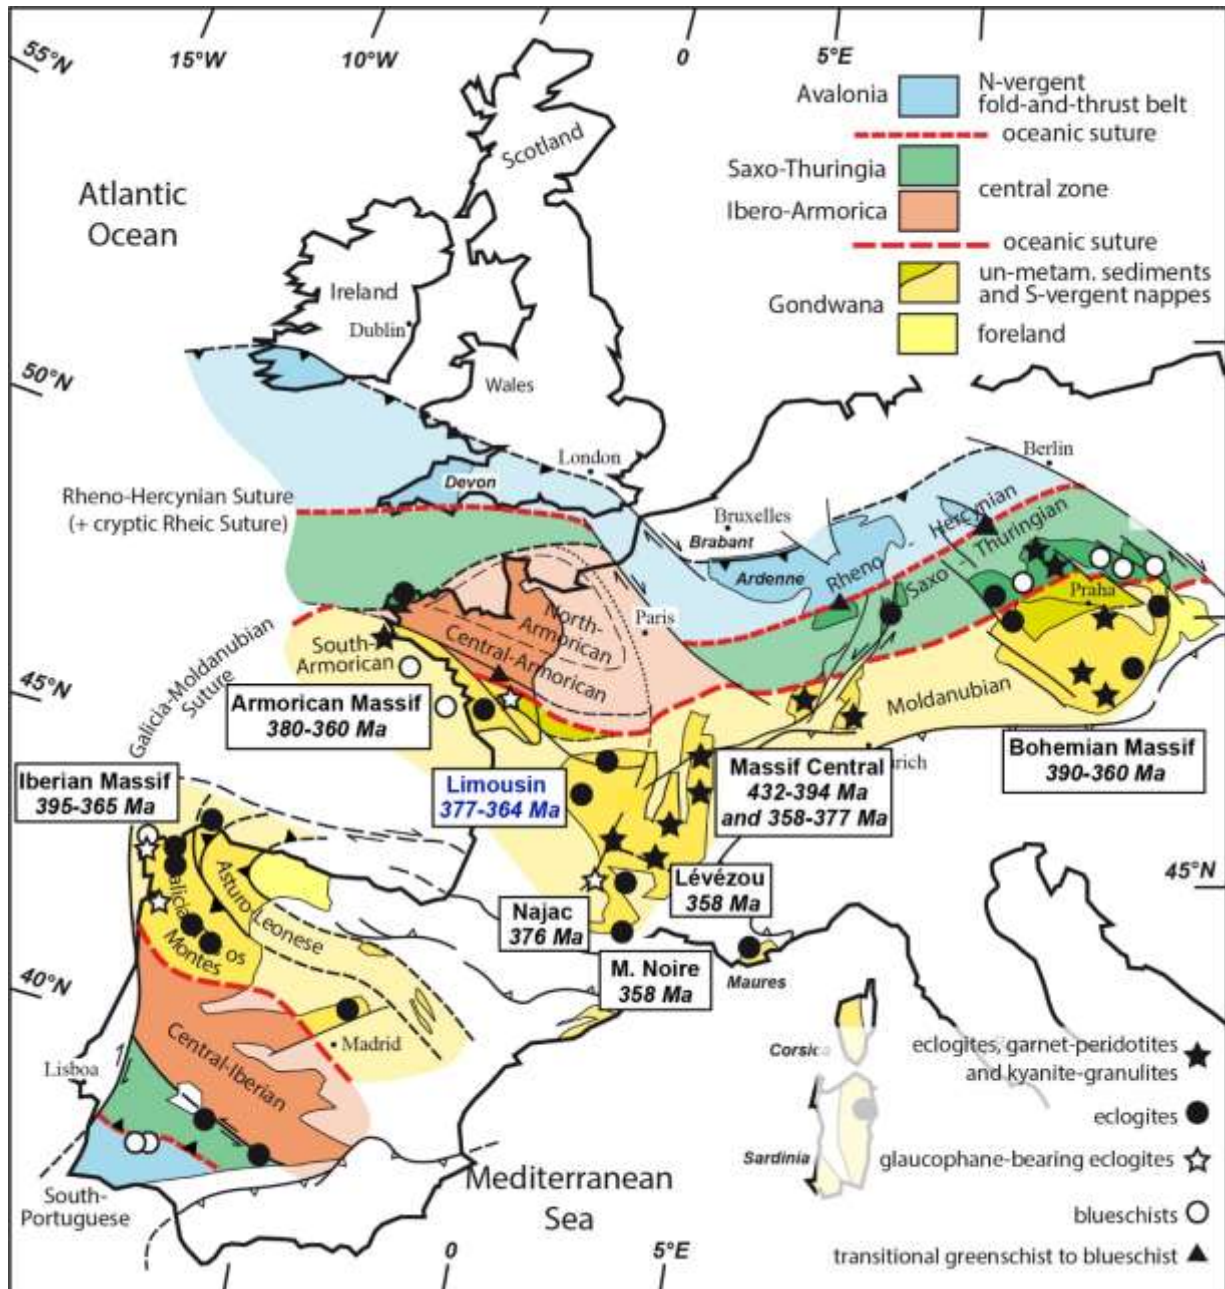 55°N
15°W
10°W
0
5°E
Avalonia
N-vergent
fold-and-thrust belt
oceanic suture
Saxo-Thuringia
central zone
Ibero-Armorica
oceanic suture
Gondwana
un-metam. sediments
and S-vergent nappes
foreland
Scotland
Atlantic
Ocean
Ireland
Dublin
Wales
50°N
London
Devon
Berlin
Rheno-Hercynian Suture
(+ cryptic Rheic Suture)
Bruxelles
Brabant
Ardenne
Rheno - Hercynian
Saxo - Thuringian
Praha
Paris
North-
Armorican
Central-Armorican
South-
Armorican
45°N
Galicia-Moldanubian
Suture
Moldanubian
Armorican Massif
380-360 Ma
Bohemian Massif
390-360 Ma
Iberian Massif
395-365 Ma
Limousin
377-364 Ma
Massif Central
432-394 Ma
and 358-377 Ma
rich
45°N
Lévézou
358 Ma
Najac
376 Ma
M. Noire
358 Ma
Maures
Asturo-Leonese
alicia
os
Montes
40°N
Madrid
Central-Iberian
Lisboa
Corsica
Sardinia
eclogites, garnet-peridotites
and kyanite-granulites
eclogites
glaucophane-bearing eclogites
blueschists
transitional greenschist to blueschist
South-
Portuguese
Mediterranean
Sea
0
5°E